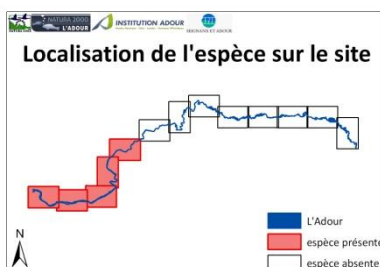 NATURA 2000
L'ADOUR
INSTITUTION ADOUR
Localisation de l'espèce sur le site
L'Adour
espèce présente
espèce absente
N